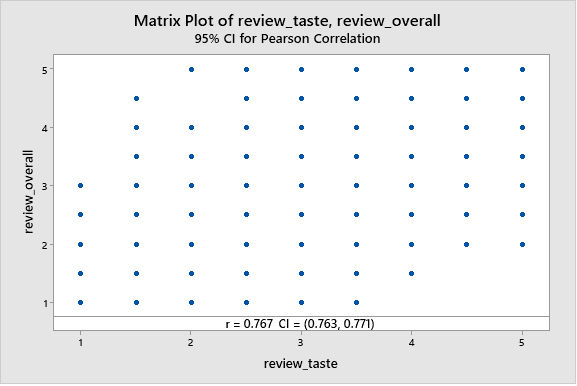 Matrix Plot of review_taste, review_overall
95% CI for Pearson Correlation
5
4
3
2
1
review_overall
r = 0.767 CI = (0.763, 0.771)
1 2 3 4 5
review_taste